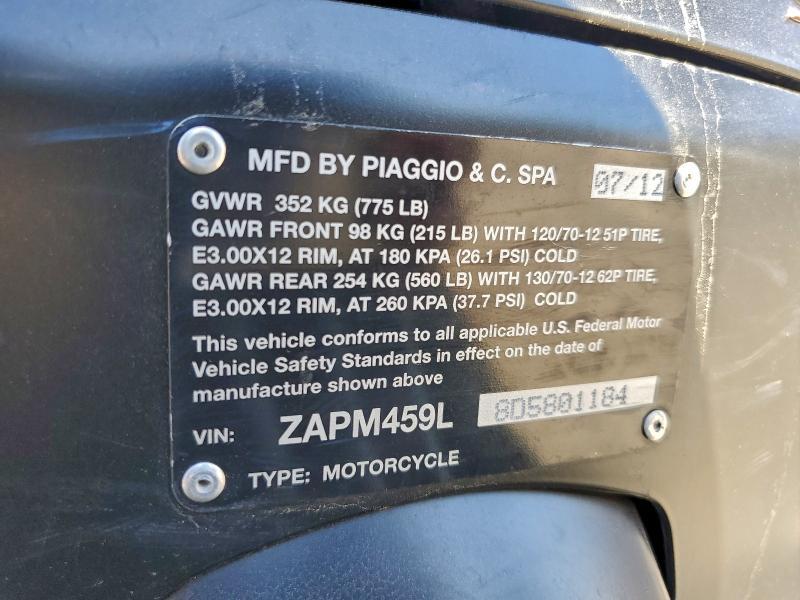 MFD BY PIAGGIO & C. SPA 07/12
GVWR 352 KG (775 LB)
GAWR FRONT 98 KG (215 LB) WITH 120/70-12 51P TIRE,
E3.00X12 RIM, AT 180 KPA (26.1 PSI) COLD
GAWR REAR 254 KG (560 LB) WITH 130/70-12 62P TIRE,
E3.00X12 RIM, AT 260 KPA (37.7 PSI) COLD
This vehicle conforms to all applicable U.S. Federal Motor
Vehicle Safety Standards in effect on the date of
manufacture shown above
VIN: ZAPM459L 8D5801184
TYPE: MOTORCYCLE